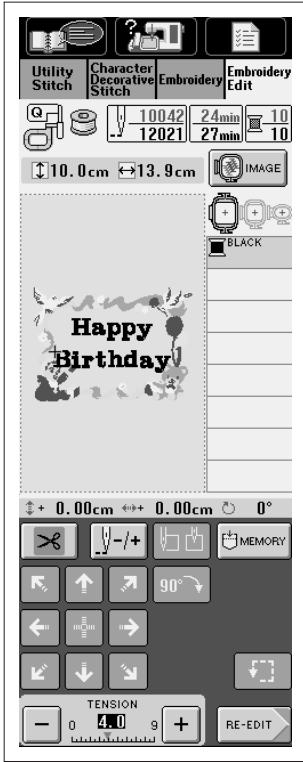 Utility Stitch
Character Decorative Stitch
Embroidery
Embroidery Edit
Q
10042
12021
24min
27min
10
10
10.0cm
13.9cm
IMAGE
BLACK
Happy
Birthday
+ 0.00cm + 0.00cm 0°
-/+
MEMORY
90°
TENSION
- 0 4.0 9 +
RE-EDIT